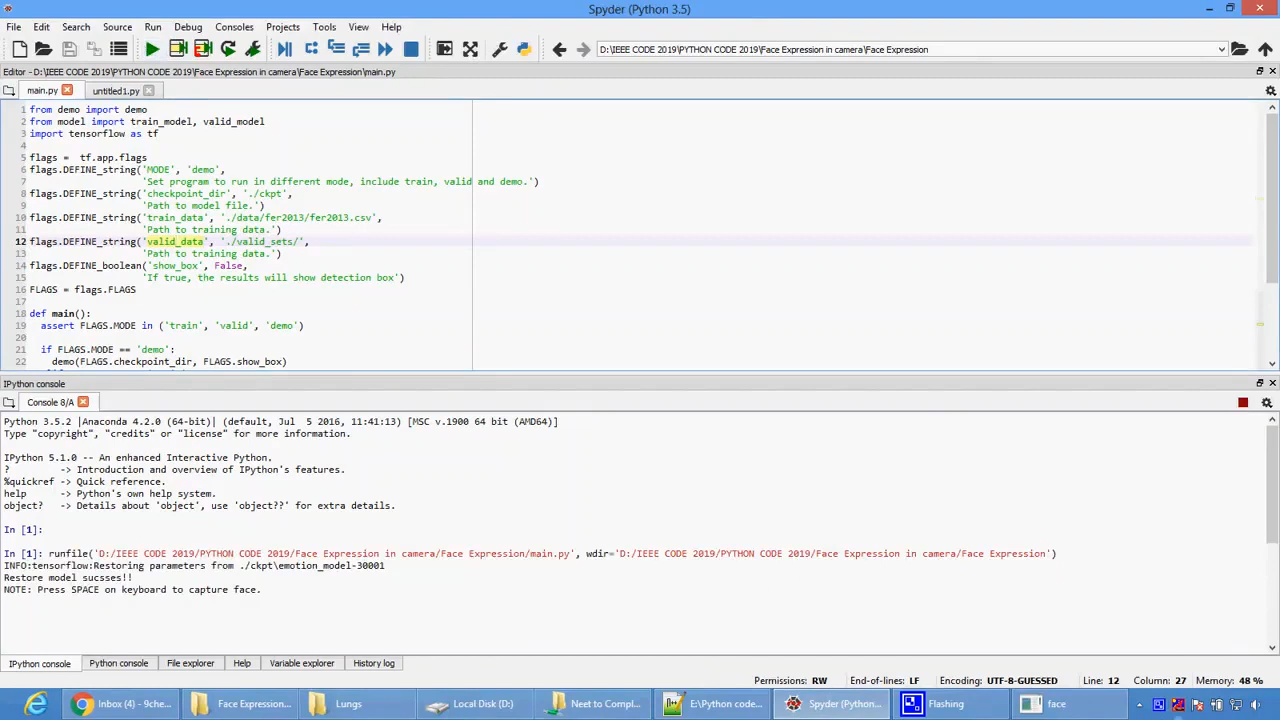 Spyder (Python 3.5)
File Edit Search Source Run Debug Consoles Projects Tools View Help
D:\IEEE CODE 2019\PYTHON CODE 2019\Face Expression in camera\Face Expression
Editor - D:\IEEE CODE 2019\PYTHON CODE 2019\Face Expression in camera\Face Expression\main.py
main.py untitled1.py
1 from demo import demo
2 from model import train_model, valid_model
3 import tensorflow as tf
4
5 flags =  tf.app.flags
6 flags.DEFINE_string('MODE', 'demo',
7 'Set program to run in different mode, include train, valid and demo.')
8 flags.DEFINE_string('checkpoint_dir', './ckpt',
9 'Path to model file.')
10 flags.DEFINE_string('train_data', './data/fer2013/fer2013.csv',
11 'Path to training data.')
12 flags.DEFINE_string('valid_data', './valid_sets/',
13 'Path to training data.')
14 flags.DEFINE_boolean('show_box', False,
15 'If true, the results will show detection box')
16 FLAGS = flags.FLAGS
17
18 def main():
19 assert FLAGS.MODE in ('train', 'valid', 'demo')
20
21 if FLAGS.MODE == 'demo':
22 demo(FLAGS.checkpoint_dir, FLAGS.show_box)
IPython console
Console 8/A
Python 3.5.2 |Anaconda 4.2.0 (64-bit)| (default, Jul  5 2016, 11:41:13) [MSC v.1900 64 bit (AMD64)]
Type "copyright", "credits" or "license" for more information.
IPython 5.1.0 -- An enhanced Interactive Python.
? -> Introduction and overview of IPython's features.
%quickref -> Quick reference.
help -> Python's own help system.
object? -> Details about 'object', use 'object??' for extra details.
In [1]:
In [1]: runfile('D:/IEEE CODE 2019/PYTHON CODE 2019/Face Expression in camera/Face Expression/main.py', wdir='D:/IEEE CODE 2019/PYTHON CODE 2019/Face Expression in camera/Face Expression')
INFO:tensorflow:Restoring parameters from ./ckpt\emotion_model-30001
Restore model sucsses!!
NOTE: Press SPACE on keyboard to capture face.
IPython console Python console File explorer Help Variable explorer History log
Permissions: RW End-of-lines: LF Encoding: UTF-8-GUESSED Line: 12 Column: 27 Memory: 48 %
Inbox (4) - 9che... Face Expression... Lungs Local Disk (D:) Neet to Compl... E:\Python code... Spyder (Python... Flashing face